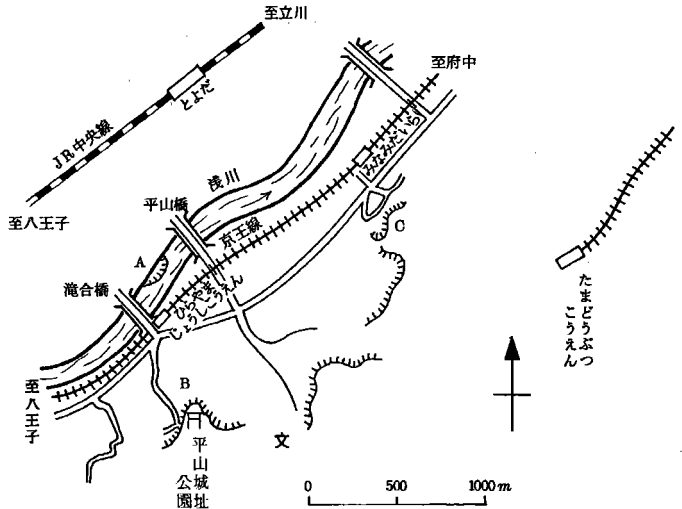 至立川
とよだ
JR中央線
至八王子
至府中
みなみだいら
浅川
平山橋
京王線
A
滝合橋
ひらやま
じょうしこうえん
C
たまどうぶつ
こうえん
至八王子
B
平山城址
公園
文
0 500 1000m